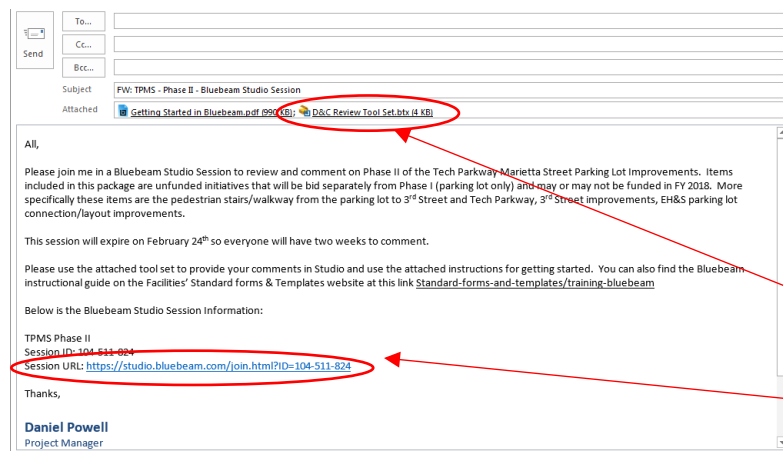 To...
Cc...
Send
Bcc...
Subject FW: TPMS - Phase II - Bluebeam Studio Session
Attached Getting Started in Bluebeam.pdf (990 KB); D&C Review Tool Set.btx (4 KB)
All,
Please join me in a Bluebeam Studio Session to review and comment on Phase II of the Tech Parkway Marietta Street Parking Lot Improvements. Items
included in this package are unfunded initiatives that will be bid separately from Phase I (parking lot only) and may or may not be funded in FY 2018. More
specifically these items are the pedestrian stairs/walkway from the parking lot to 3rd Street and Tech Parkway, 3rd Street improvements, EH&S parking lot
connection/layout improvements.
This session will expire on February 24th so everyone will have two weeks to comment.
Please use the attached tool set to provide your comments in Studio and use the attached instructions for getting started. You can also find the Bluebeam
instructional guide on the Facilities' Standard forms & Templates website at this link Standard-forms-and-templates/training-bluebeam
Below is the Bluebeam Studio Session Information:
TPMS Phase II
Session ID: 104-511-824
Session URL: https://studio.bluebeam.com/join.html?ID=104-511-824
Thanks,
Daniel Powell
Project Manager